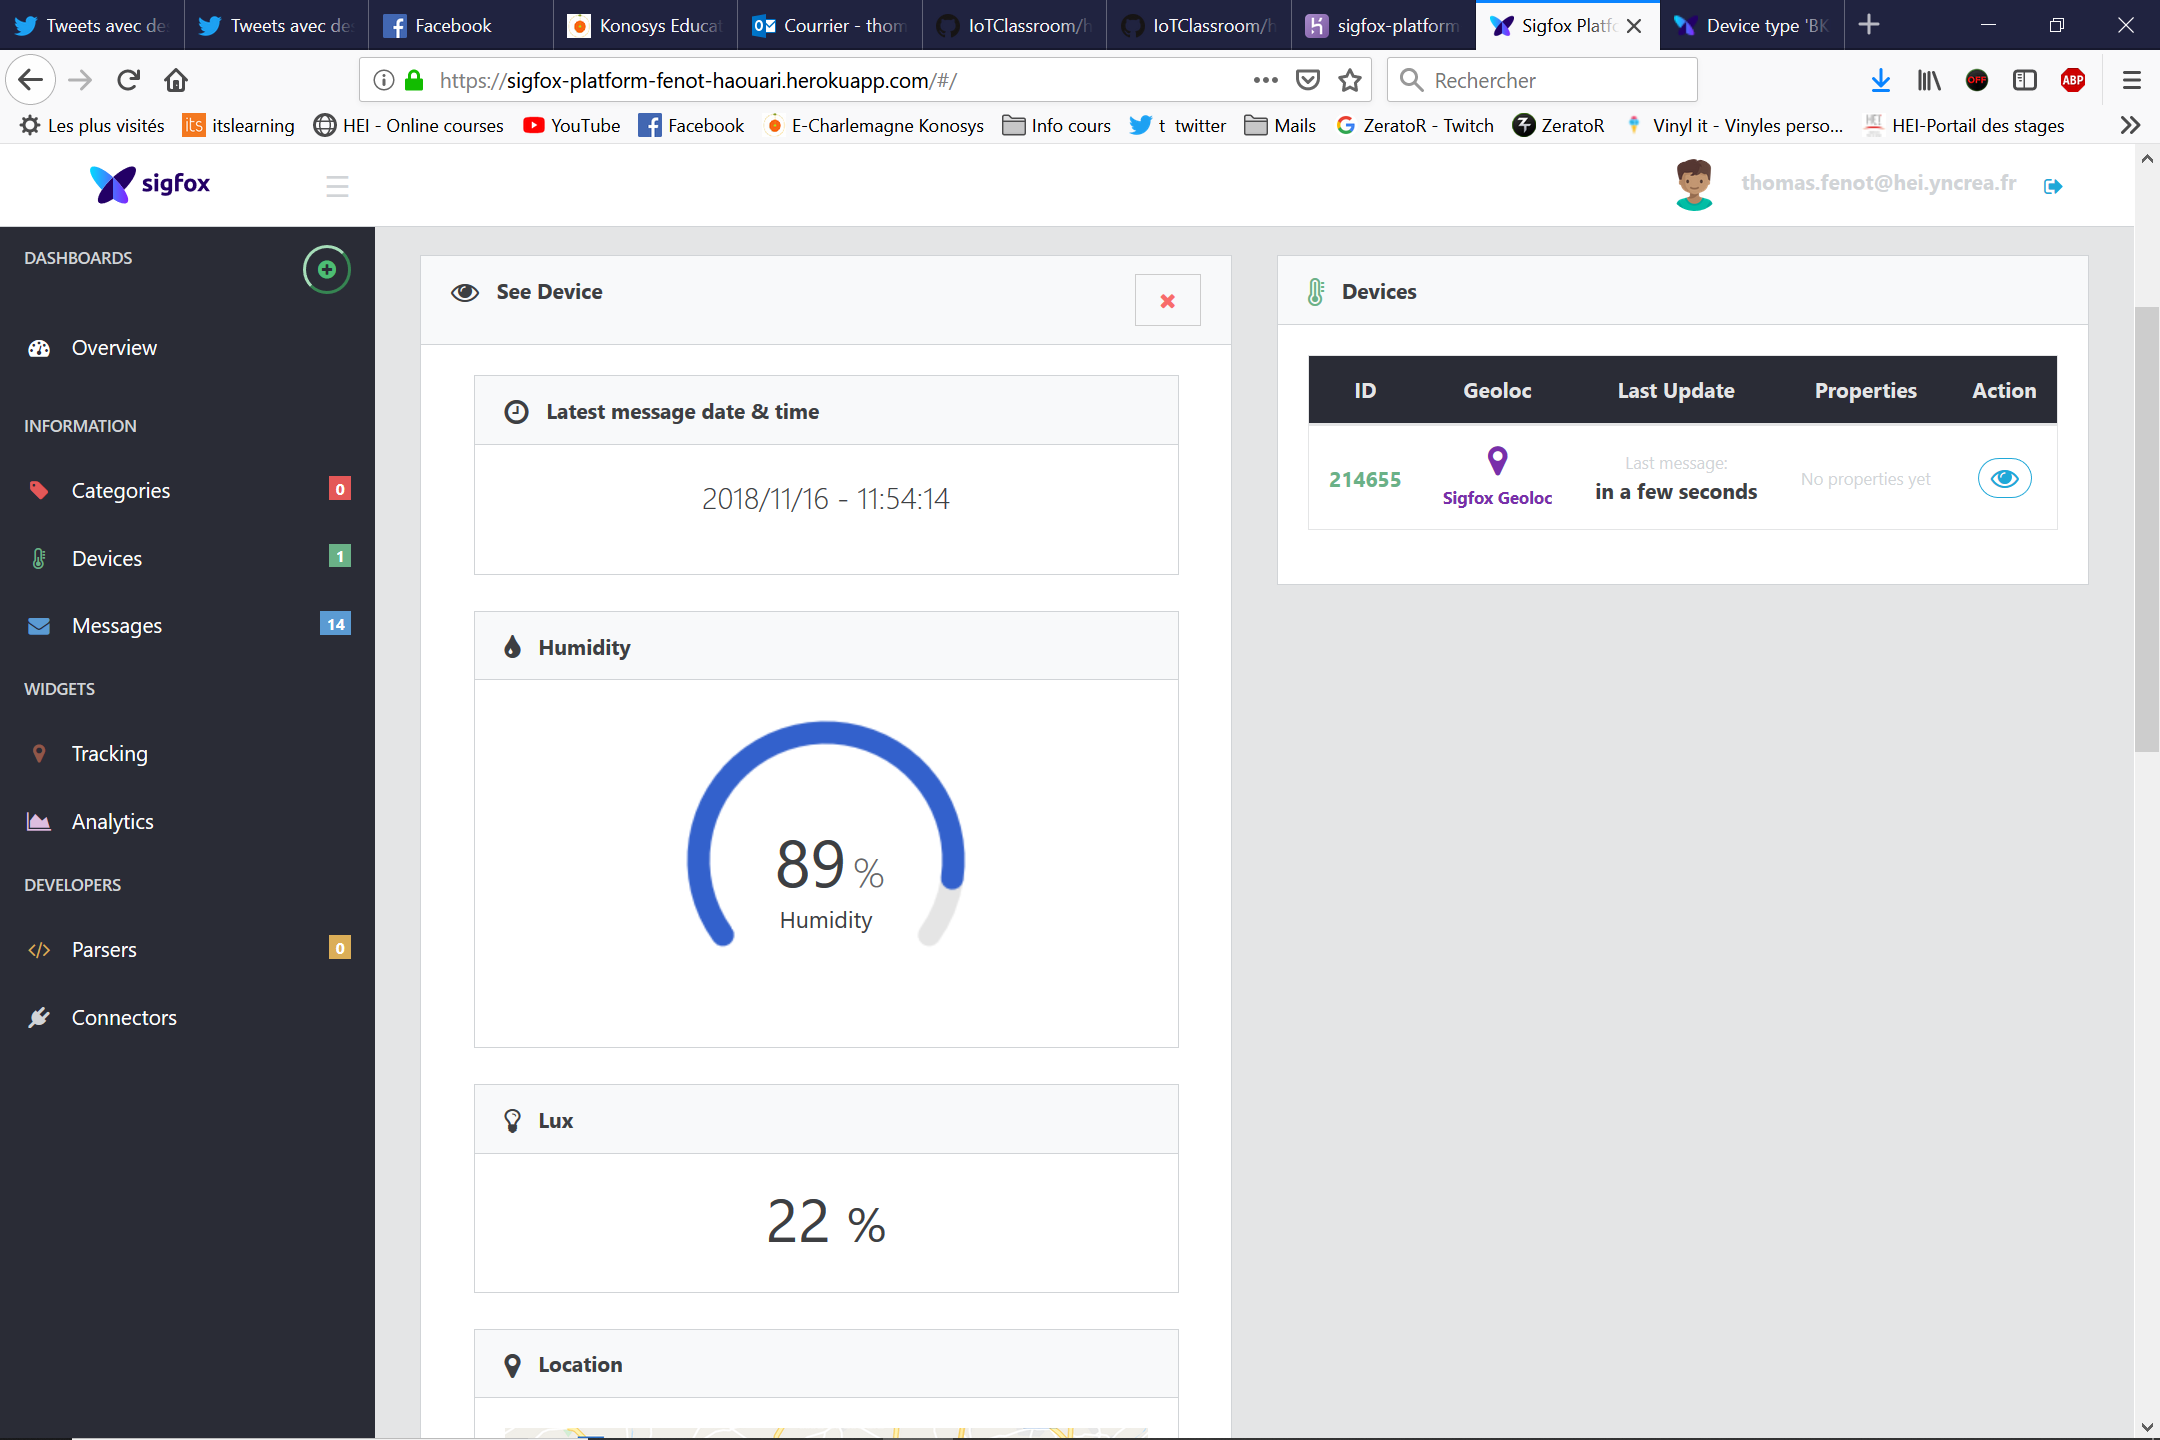 Tweets avec de
Tweets avec de
Facebook
Konosys Educat
Courrier - thom
IoTClassroom/h
IoTClassroom/h
sigfox-platform
Sigfox Platfo
Device type 'BK
https://sigfox-platform-fenot-haouari.herokuapp.com/#/
Rechercher
OFF
ABP
Les plus visités
its itslearning
HEI - Online courses
YouTube
Facebook
E-Charlemagne Konosys
Info cours
t twitter
Mails
ZeratoR - Twitch
ZeratoR
Vinyl it - Vinyles perso...
HEI-Portail des stages
sigfox
thomas.fenot@hei.yncrea.fr
DASHBOARDS
Overview
INFORMATION
Categories 0
Devices 1
Messages 14
WIDGETS
Tracking
Analytics
DEVELOPERS
Parsers 0
Connectors
See Device
Latest message date & time
2018/11/16 - 11:54:14
Humidity
89 %
Humidity
Lux
22 %
Location
Devices
ID Geoloc Last Update Properties Action
214655
Sigfox Geoloc
Last message:
in a few seconds
No properties yet